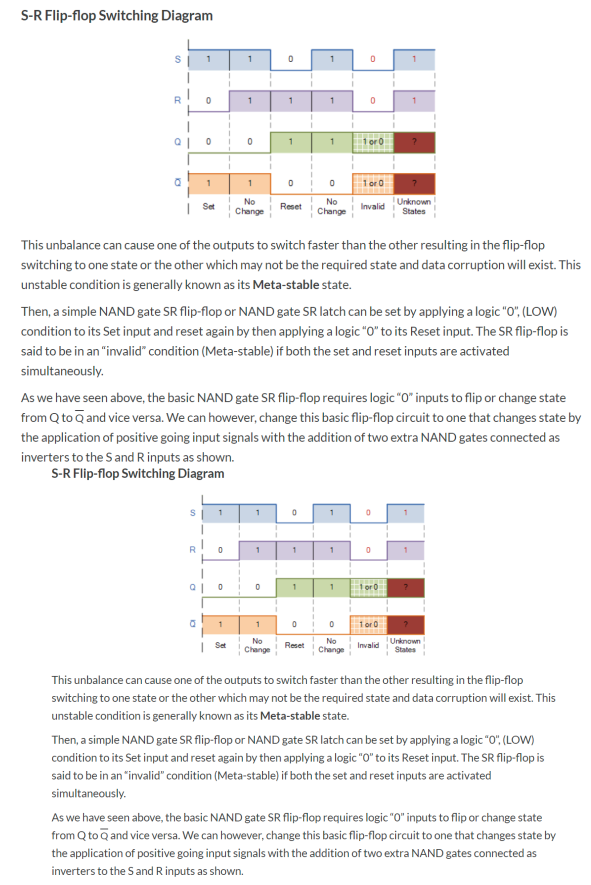 S-R Flip-flop Switching Diagram
S 1 1 0 1 0 1
R 0 1 1 1 0 1
Q 0 0 1 1 1 or 0 ?
Q̅ 1 1 0 0 1 or 0 ?
Set No Change Reset No Change Invalid Unknown States
This unbalance can cause one of the outputs to switch faster than the other resulting in the flip-flop
switching to one state or the other which may not be the required state and data corruption will exist. This
unstable condition is generally known as its Meta-stable state.
Then, a simple NAND gate SR flip-flop or NAND gate SR latch can be set by applying a logic “0”, (LOW)
condition to its Set input and reset again by then applying a logic “0” to its Reset input. The SR flip-flop is
said to be in an “invalid” condition (Meta-stable) if both the set and reset inputs are activated
simultaneously.
As we have seen above, the basic NAND gate SR flip-flop requires logic “0” inputs to flip or change state
from Q to Q̅ and vice versa. We can however, change this basic flip-flop circuit to one that changes state by
the application of positive going input signals with the addition of two extra NAND gates connected as
inverters to the S and R inputs as shown.
S-R Flip-flop Switching Diagram
S 1 1 0 1 0 1
R 0 1 1 1 0 1
Q 0 0 1 1 1 or 0 ?
Q̅ 1 1 0 0 1 or 0 ?
Set No Change Reset No Change Invalid Unknown States
This unbalance can cause one of the outputs to switch faster than the other resulting in the flip-flop
switching to one state or the other which may not be the required state and data corruption will exist. This
unstable condition is generally known as its Meta-stable state.
Then, a simple NAND gate SR flip-flop or NAND gate SR latch can be set by applying a logic “0”, (LOW)
condition to its Set input and reset again by then applying a logic “0” to its Reset input. The SR flip-flop is
said to be in an “invalid” condition (Meta-stable) if both the set and reset inputs are activated
simultaneously.
As we have seen above, the basic NAND gate SR flip-flop requires logic “0” inputs to flip or change state
from Q to Q̅ and vice versa. We can however, change this basic flip-flop circuit to one that changes state by
the application of positive going input signals with the addition of two extra NAND gates connected as
inverters to the S and R inputs as shown.